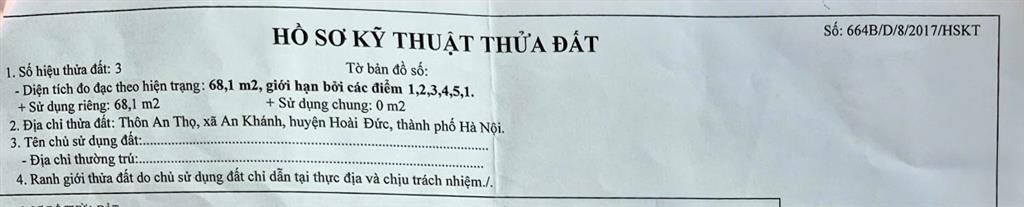 HỒ SƠ KỸ THUẬT THỬA ĐẤT
Số: 664B/D/8/2017/HSKT
1. Số hiệu thửa đất: 3 Tờ bản đồ số:
- Diện tích đo đạc theo hiện trạng: 68,1 m2, giới hạn bởi các điểm 1,2,3,4,5,1.
+ Sử dụng riêng: 68,1 m2 + Sử dụng chung: 0 m2
2. Địa chỉ thửa đất: Thôn An Thọ, xã An Khánh, huyện Hoài Đức, thành phố Hà Nội.
3. Tên chủ sử dụng đất:
- Địa chỉ thường trú:
4. Ranh giới thửa đất do chủ sử dụng đất chỉ dẫn tại thực địa và chịu trách nhiệm./.